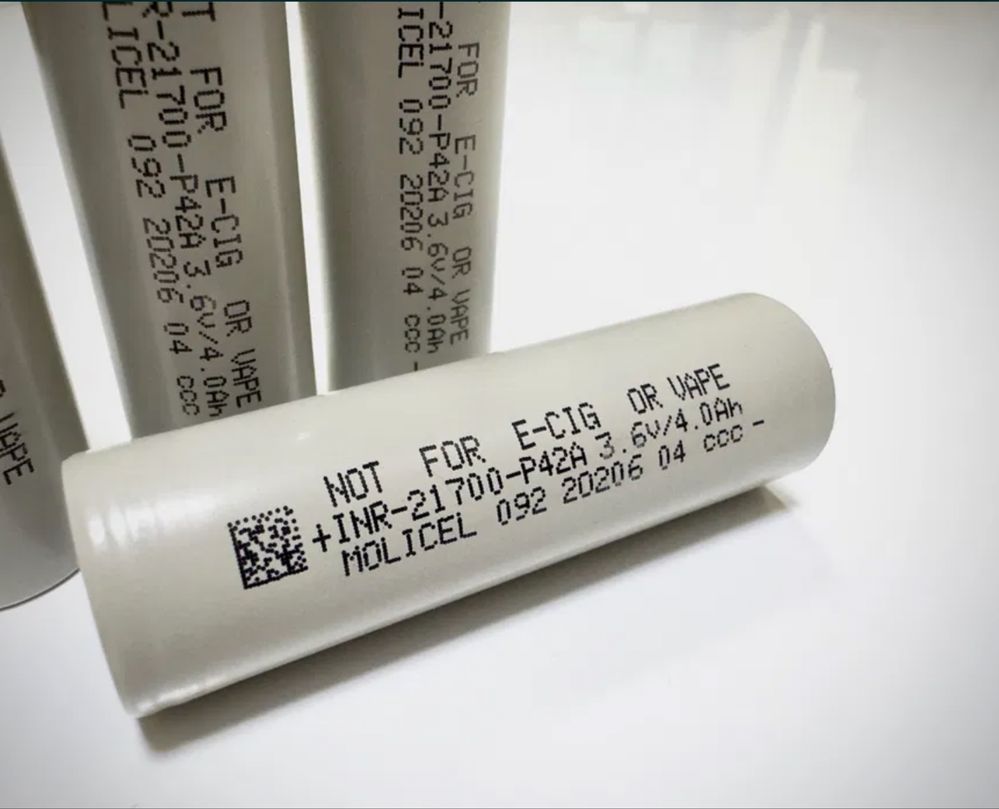 T FOR E-CIG OR VAPE
R-21700-P42A 3.6V/4.0Ah
LICEL 092 20206 04 ccc
FOR E-CIG OR VAPE
-21700-P42A 3.6V/4.0Ah
ICEL 092 20206 04 ccc -
VAPE
NOT FOR E-CIG OR VAPE
+INR-21700-P42A 3.6V/4.0Ah
MOLICEL 092 20206 04 ccc -